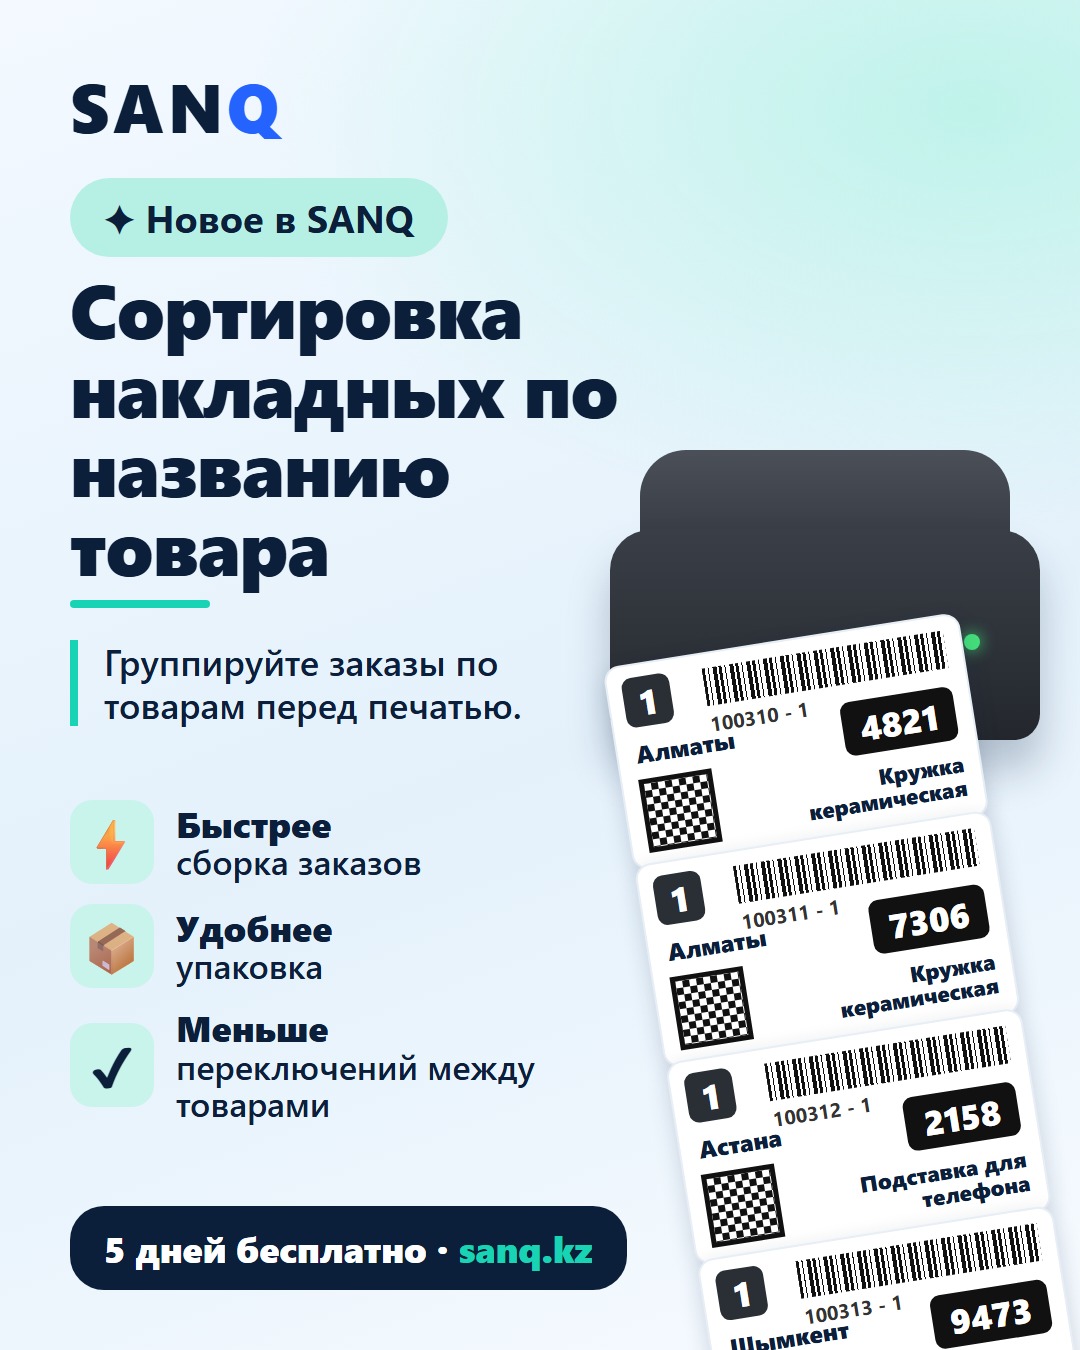 SANQ
✦ Новое в SANQ
Сортировка
накладных по
названию
товара
Группируйте заказы по
товарам перед печатью.
Быстрее
сборка заказов
Удобнее
упаковка
Меньше
переключений между
товарами
5 дней бесплатно · sanq.kz
1
100310 - 1
4821
Алматы
Кружка
керамическая
1
100311 - 1
7306
Алматы
Кружка
керамическая
1
100312 - 1
2158
Астана
Подставка для
телефона
1
100313 - 1
9473
Шымкент